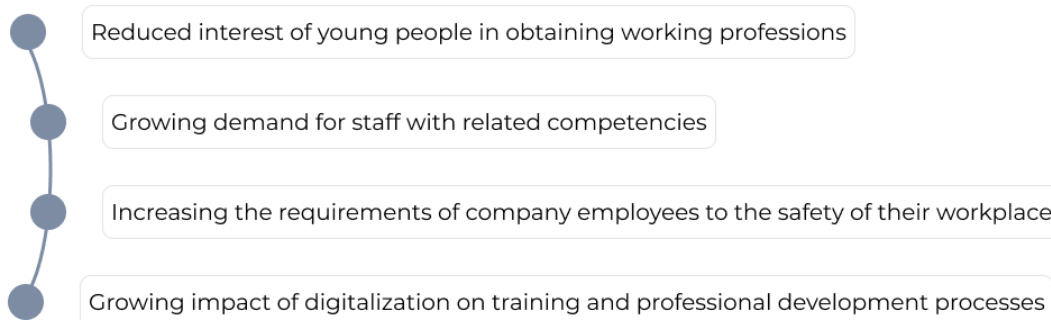 Reduced interest of young people in obtaining working professions
Growing demand for staff with related competencies
Increasing the requirements of company employees to the safety of their workplace
Growing impact of digitalization on training and professional development processes